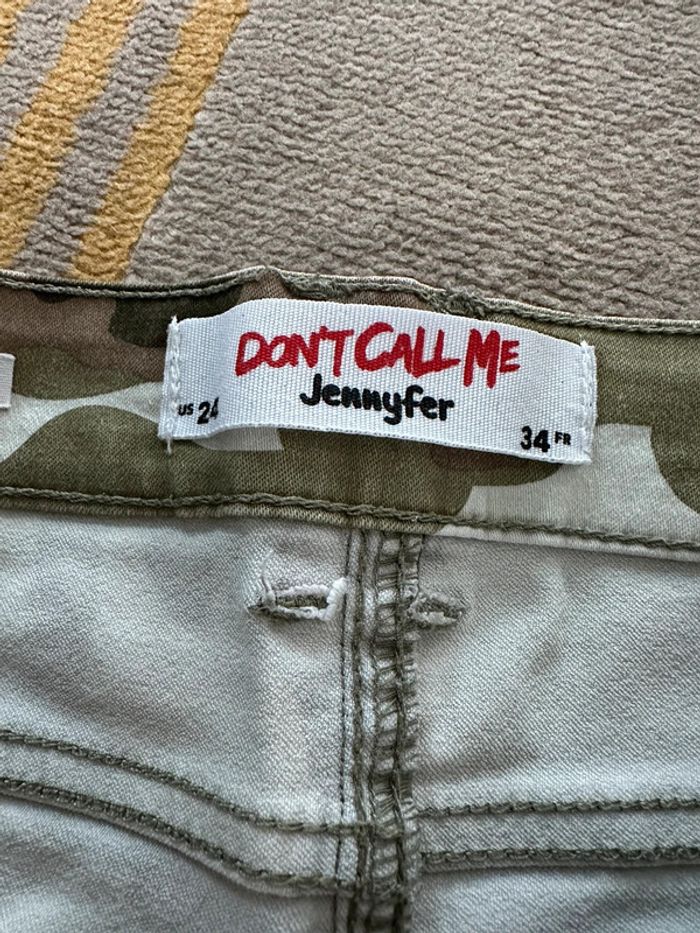 DON'T CALL ME
Jennyfer
US 24
34 FR